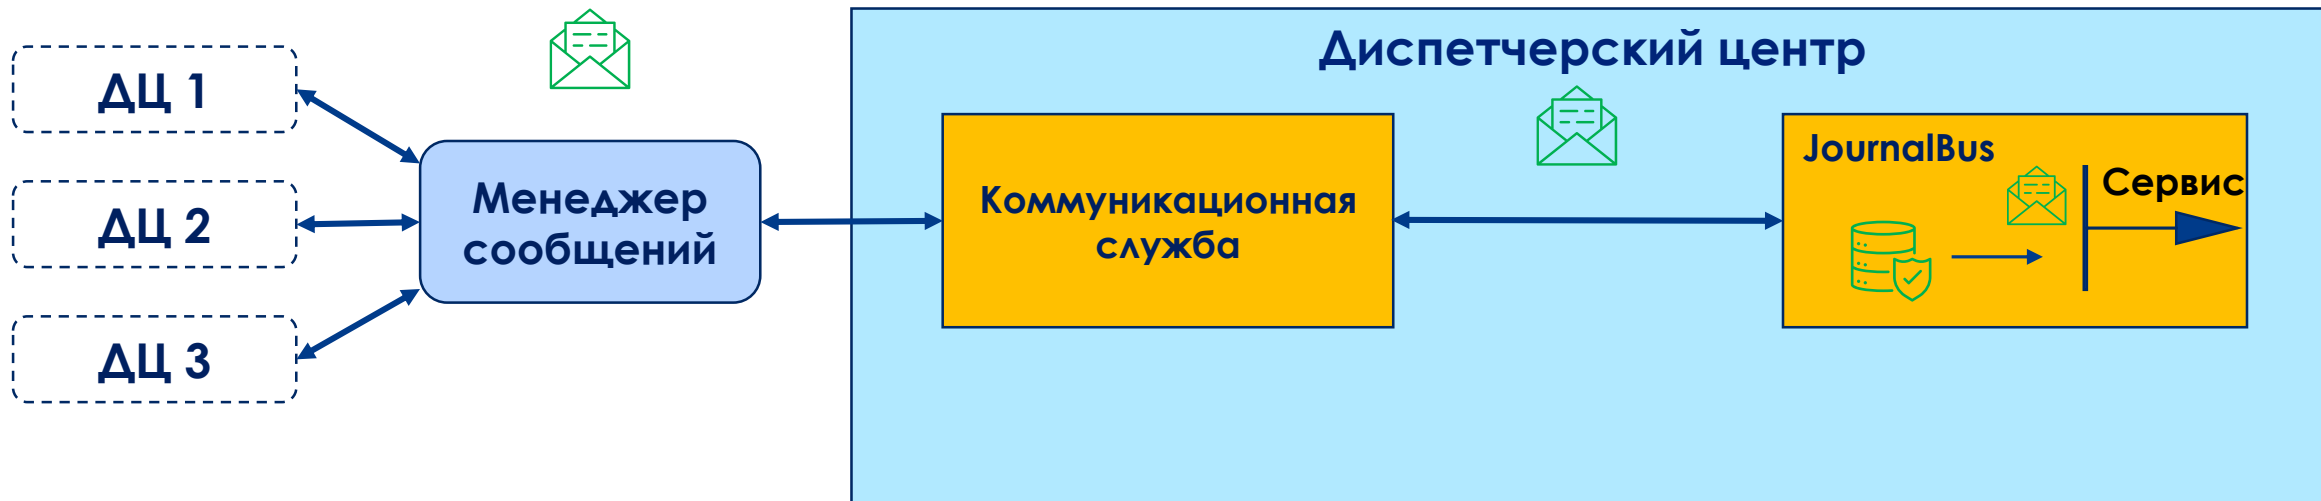 Диспетчерский центр
ДЦ 1
ДЦ 2
ДЦ 3
Менеджер
сообщений
Коммуникационная
служба
JournalBus
Сервис